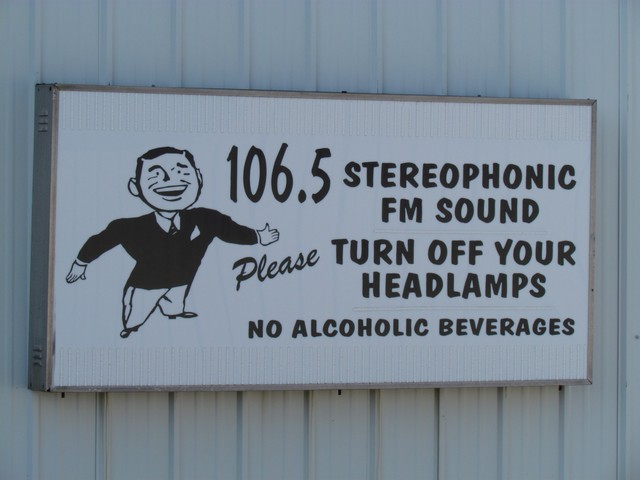 106.5 STEREOPHONIC
FM SOUND
Please TURN OFF YOUR
HEADLAMPS
NO ALCOHOLIC BEVERAGES